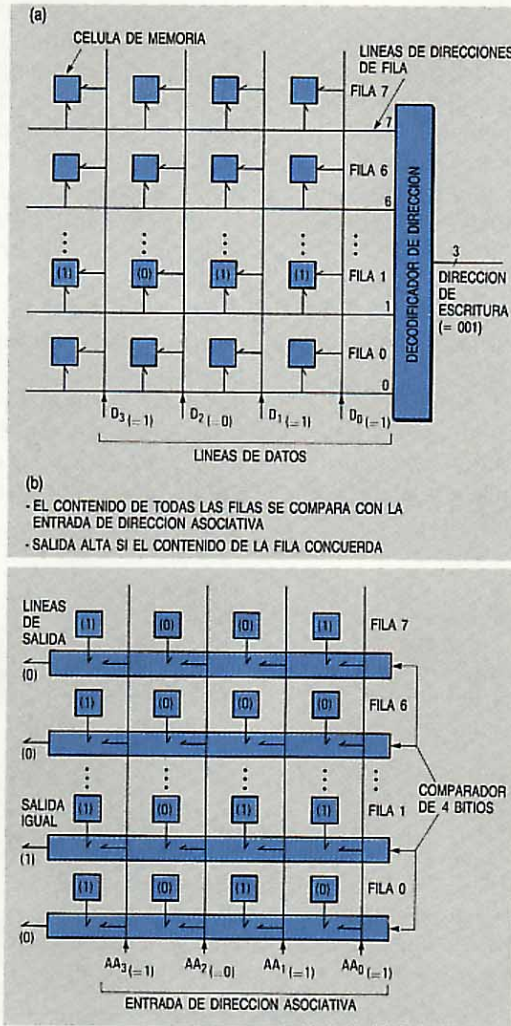 (a)
CELULA DE MEMORIA
LINEAS DE DIRECCIONES
DE FILA
FILA 7
7
FILA 6
6
(1) (0) (1) (1) FILA 1
1
FILA 0
0
DECODIFICADOR DE DIRECCION
3
DIRECCION
DE
ESCRITURA
(= 001)
D3 (=1) D2 (=0) D1 (=1) D0 (=1)
LINEAS DE DATOS
(b)
- EL CONTENIDO DE TODAS LAS FILAS SE COMPARA CON LA
ENTRADA DE DIRECCION ASOCIATIVA
- SALIDA ALTA SI EL CONTENIDO DE LA FILA CONCUERDA
LINEAS
DE
SALIDA
(1) (0) (0) (1) FILA 7
(0)
(1) (0) (0) (0) FILA 6
(0)
SALIDA
IGUAL
(1) (0) (1) (1) FILA 1
(1)
(1) (0) (1) (0) FILA 0
(0)
COMPARADOR
DE 4 BITIOS
AA3 (=1) AA2 (=0) AA1 (=1) AA0 (=1)
ENTRADA DE DIRECCION ASOCIATIVA